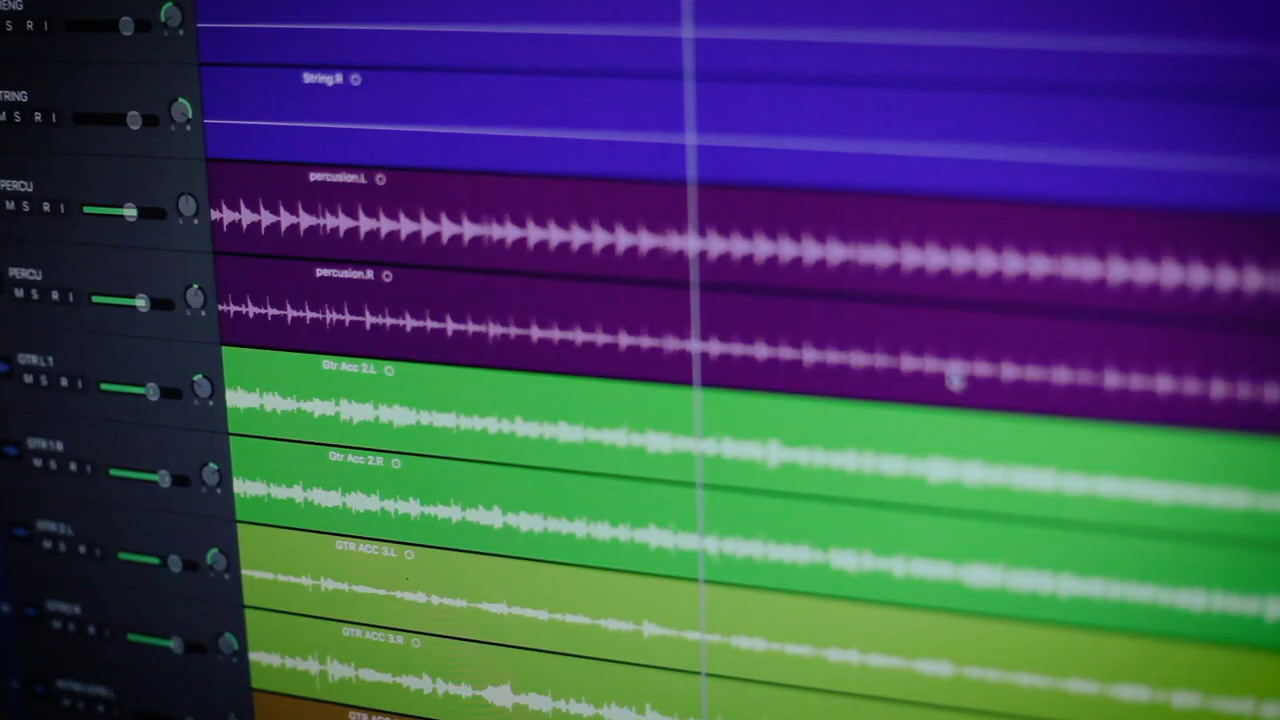 S R I
String.R
TRING
M S R I
L R
percusion.L
PERCU
M S R I
L R
percusion.R
PERCU
M S R I
L R
Gtr Acc 2.L
GTR L 1
M S R I
Gtr Acc 2.R
GTR 1 R
M S R I
GTR ACC 3.L
GTR 2 L
M S R I
GTR ACC 3.R
M S R I